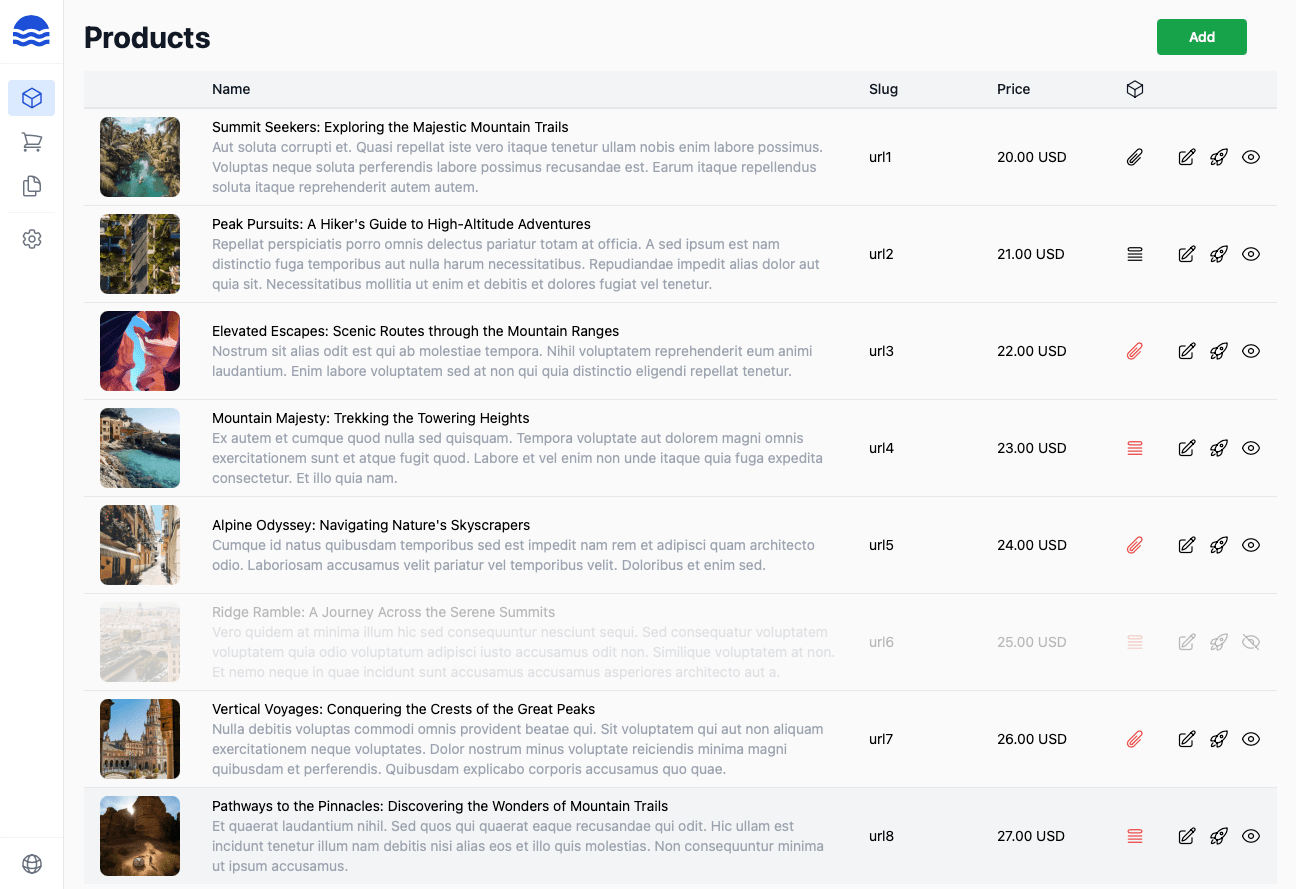 Products
Add
Name Slug Price
Summit Seekers: Exploring the Majestic Mountain Trails
Aut soluta corrupti et. Quasi repellat iste vero itaque tenetur ullam nobis enim labore possimus.
Voluptas neque soluta perferendis labore possimus recusandae est. Earum itaque repellendus
soluta itaque reprehenderit autem autem.
url1
20.00 USD
Peak Pursuits: A Hiker's Guide to High-Altitude Adventures
Repellat perspiciatis porro omnis delectus pariatur totam at officia. A sed ipsum est nam
distinctio fuga temporibus aut nulla harum necessitatibus. Repudiandae impedit alias dolor aut
quia sit. Necessitatibus mollitia ut enim et debitis et dolores fugiat vel tenetur.
url2
21.00 USD
Elevated Escapes: Scenic Routes through the Mountain Ranges
Nostrum sit alias odit est qui ab molestiae tempora. Nihil voluptatem reprehenderit eum animi
laudantium. Enim labore voluptatem sed at non qui quia distinctio eligendi repellat tenetur.
url3
22.00 USD
Mountain Majesty: Trekking the Towering Heights
Ex autem et cumque quod nulla sed quisquam. Tempora voluptate aut dolorem magni omnis
exercitationem sunt et atque fugit quod. Labore et vel enim non unde itaque quia fuga expedita
consectetur. Et illo quia nam.
url4
23.00 USD
Alpine Odyssey: Navigating Nature's Skyscrapers
Cumque id natus quibusdam temporibus sed est impedit nam rem et adipisci quam architecto
odio. Laboriosam accusamus velit pariatur vel temporibus velit. Doloribus et enim sed.
url5
24.00 USD
Ridge Ramble: A Journey Across the Serene Summits
Vero quidem at minima illum hic sed consequuntur nesciunt sequi. Sed consequatur voluptatem
voluptatem quia odio voluptatum adipisci iusto accusamus odit non. Similique voluptatem at non.
Et nemo neque in quae incidunt sunt accusamus accusamus asperiores architecto aut a.
url6
25.00 USD
Vertical Voyages: Conquering the Crests of the Great Peaks
Nulla debitis voluptas commodi omnis provident beatae qui. Sit voluptatem qui aut non aliquam
exercitationem neque voluptates. Dolor nostrum minus voluptate reiciendis minima magni
quibusdam et perferendis. Quibusdam explicabo corporis accusamus quo quae.
url7
26.00 USD
Pathways to the Pinnacles: Discovering the Wonders of Mountain Trails
Et quaerat laudantium nihil. Sed quos qui quaerat eaque recusandae qui odit. Hic ullam est
incidunt tenetur illum nam debitis nisi alias eos et illo quis molestias. Non consequuntur minima
ut ipsum accusamus.
url8
27.00 USD